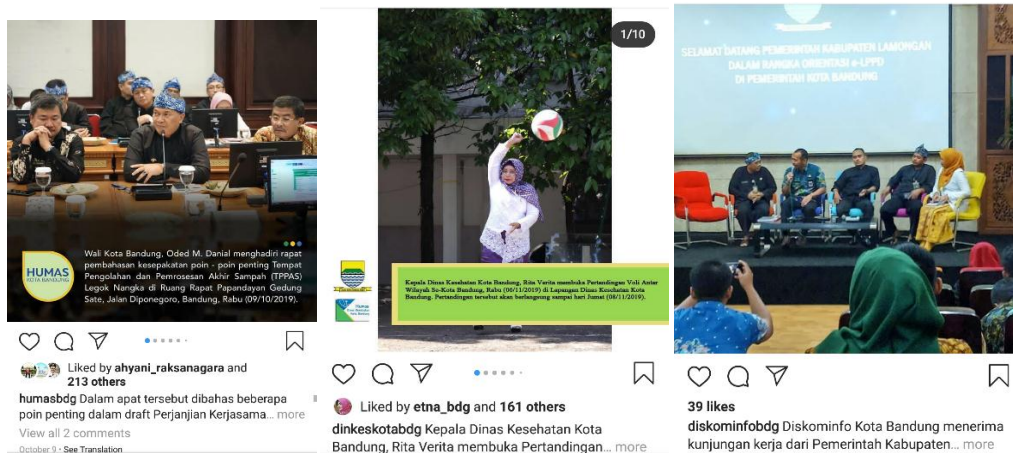 HUMAS
KOTA BANDUNG
Wali Kota Bandung, Oded M. Danial menghadiri rapat
pembahasan kesepakatan poin - poin penting Tempat
Pengolahan dan Pemrosesan Akhir Sampah (TPPAS)
Legok Nangka di Ruang Rapat Papandayan Gedung
Sate, Jalan Diponegoro, Bandung, Rabu (09/10/2019).
Liked by ahyani_raksanagara and
213 others
humasbdg Dalam apat tersebut dibahas beberapa
poin penting dalam draft Perjanjian Kerjasama... more
View all 2 comments
October 9 · See Translation
1/10
Kepala Dinas Kesehatan Kota Bandung, Rita Verita membuka Pertandingan Voli Antar
Wilayah Se-Kota Bandung, Rabu (06/11/2019) di Lapangan Dinas Kesehatan Kota
Bandung. Pertandingan tersebut akan berlangsung sampai hari Jumat (08/11/2019).
Humas
Liked by etna_bdg and 161 others
dinkeskotabdg Kepala Dinas Kesehatan Kota
Bandung, Rita Verita membuka Pertandingan... more
SELAMAT DATANG PEMERINTAH KABUPATEN LAMONGAN
DALAM RANGKA ORIENTASI e-LPPD
DI PEMERINTAH KOTA BANDUNG
39 likes
diskominfobdg Diskominfo Kota Bandung menerima
kunjungan kerja dari Pemerintah Kabupaten... more